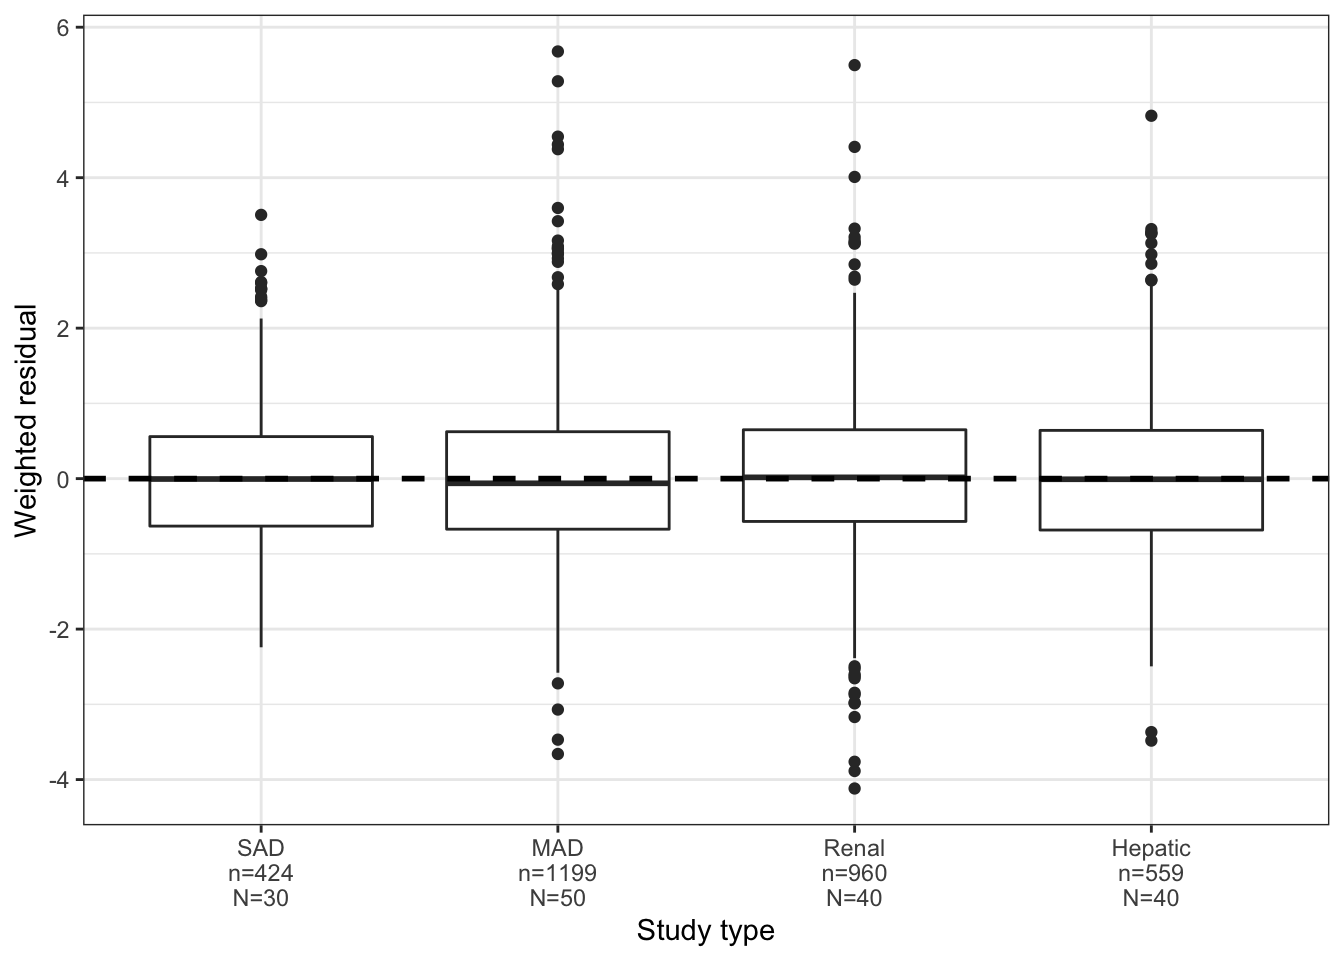 Weighted residual
6
4
2
0
-2
-4
SAD
n=424
N=30
MAD
n=1199
N=50
Renal
n=960
N=40
Hepatic
n=559
N=40
Study type